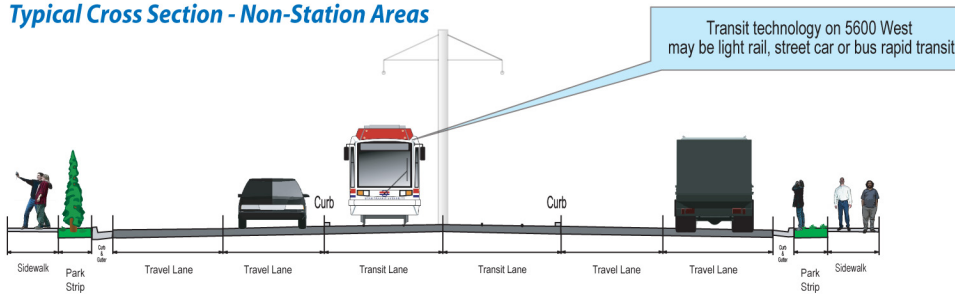 Typical Cross Section - Non-Station Areas
Transit technology on 5600 West
may be light rail, street car or bus rapid transit
Curb
Curb
Sidewalk
Park
Strip
Curb
&
Gutter
Travel Lane
Travel Lane
Transit Lane
Transit Lane
Travel Lane
Travel Lane
Curb
&
Gutter
Park
Strip
Sidewalk